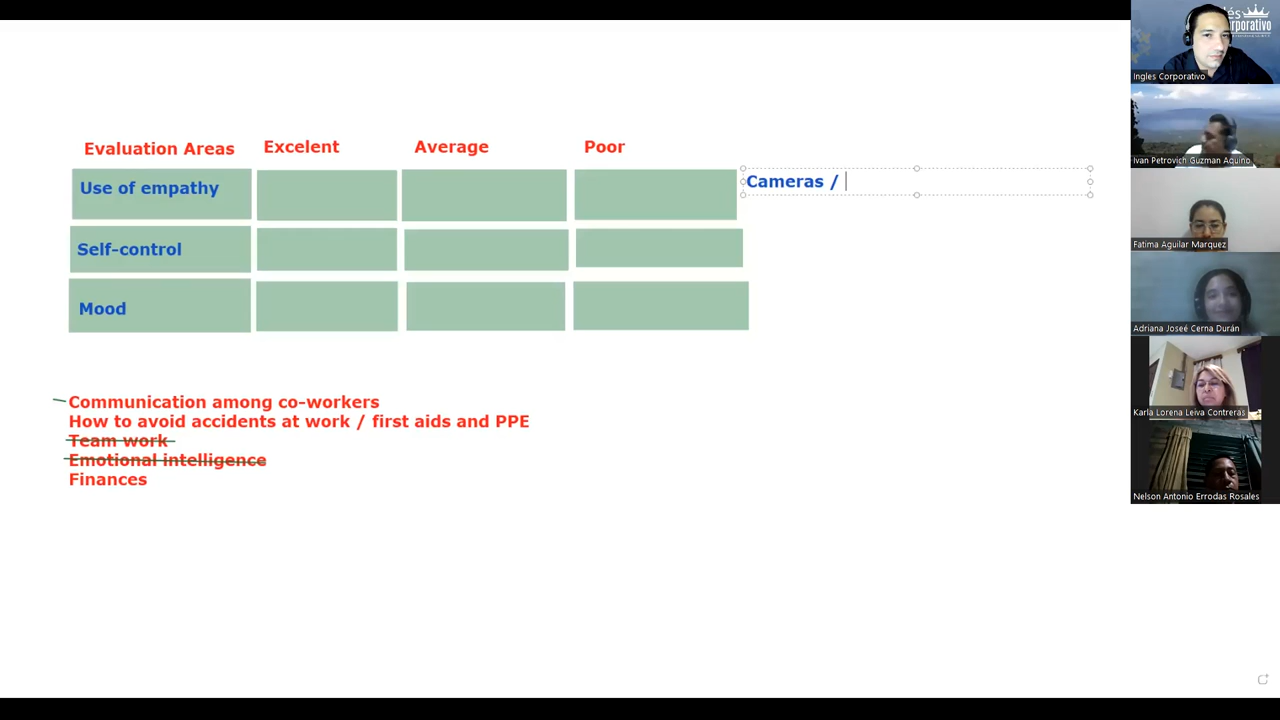 Evaluation Areas Excelent Average Poor
Use of empathy
Cameras /
Self-control
Mood
Communication among co-workers
How to avoid accidents at work / first aids and PPE
Team work
Emotional intelligence
Finances
Ingles Corporativo
Ivan Petrovich Guzman Aquino
Fatima Aguilar Marquez
Adriana Joseé Cerna Durán
Karla Lorena Leiva Contreras
Nelson Antonio Errodas Rosales